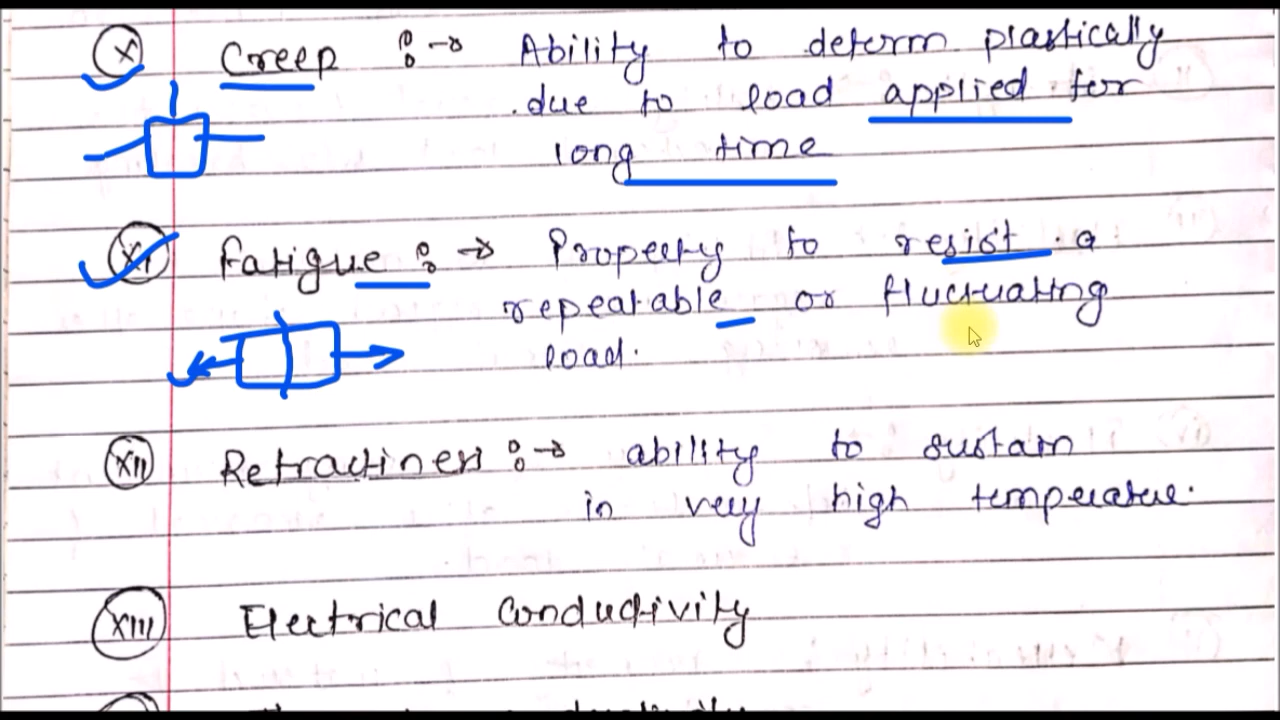 (X) Creep :→ Ability to deform plastically
due to load applied for
long time
(XI) Fatigue :→ Property to resist a
repeatable or fluctuating
load.
(XII) Retractiners :→ ability to sustain
in very high temperature.
(XIII) Electrical conductivity